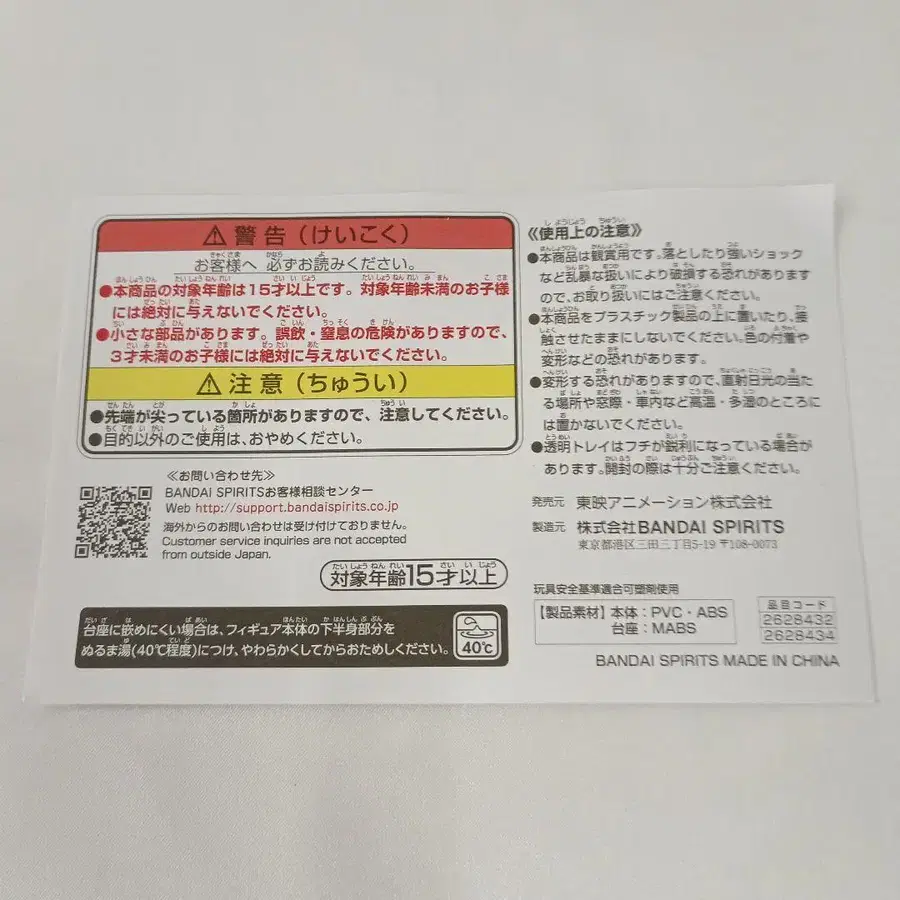 ⚠警告（けいこく）
お客様へ 必ずお読みください。
●本商品の対象年齢は15才以上です。対象年齢未満のお子様
には絶対に与えないでください。
●小さな部品があります。誤飲・窒息の危険がありますので、
3才未満のお子様には絶対に与えないでください。
⚠注意（ちゅうい）
●先端が尖っている箇所がありますので、注意してください。
●目的以外のご使用は、おやめください。
≪お問い合わせ先≫
BANDAI SPIRITSお客様相談センター
Web http://support.bandaispirits.co.jp
海外からのお問い合わせは受け付けておりません。
Customer service inquiries are not accepted
from outside Japan.
対象年齢15才以上
台座に嵌めにくい場合は、フィギュア本体の下半身部分を
ぬるま湯(40℃程度)につけ、やわらかくしてからおためしください。
40℃
≪使用上の注意≫
●本商品は観賞用です。落としたり強いショック
など乱暴な扱いにより破損する恐れがあります
ので、お取り扱いにはご注意ください。
●本商品をプラスチック製品の上に置いたり、接
触させたままにしないでください。色の付着や
変形などの恐れがあります。
●変形する恐れがありますので、直射日光の当た
る場所や窓際・車内など高温・多湿のところに
は置かないでください。
●透明トレイはフチが鋭利になっている場合が
あります。開封の際は十分ご注意ください。
発売元 東映アニメーション株式会社
製造元 株式会社BANDAI SPIRITS
東京都港区三田三丁目5-19 〒108-0073
玩具安全基準適合可塑剤使用
【製品素材】本体：PVC・ABS
台座：MABS
品目コード
2628432
2628434
BANDAI SPIRITS MADE IN CHINA